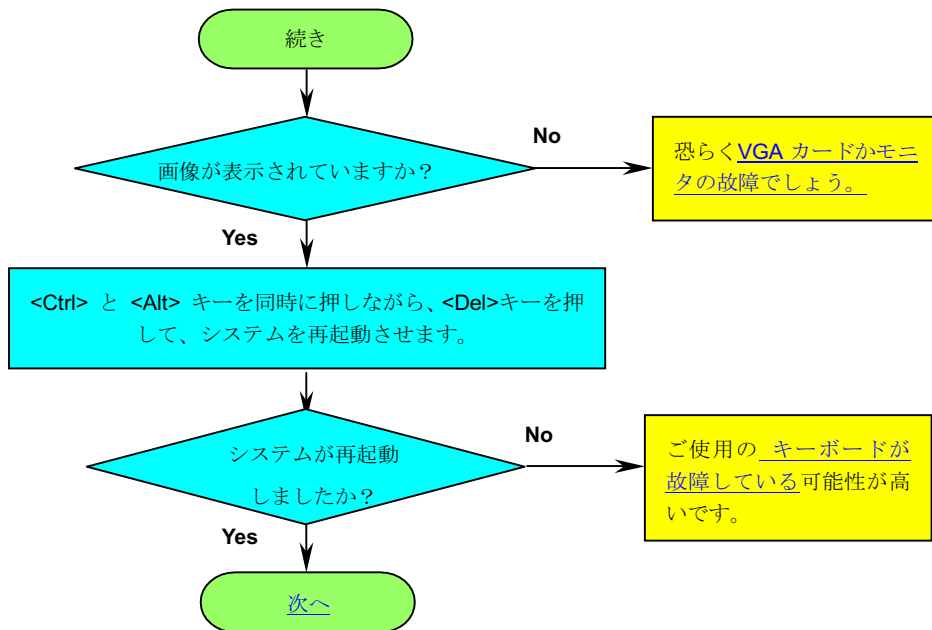 続き
画像が表示されていますか？
No
恐らくVGA カードかモニ
タの故障でしょう。
Yes
<Ctrl> と <Alt> キーを同時に押しながら、<Del>キーを押
して、システムを再起動させます。
システムが再起動
しましたか？
No
ご使用の キーボードが
故障している可能性が高
いです。
Yes
次へ